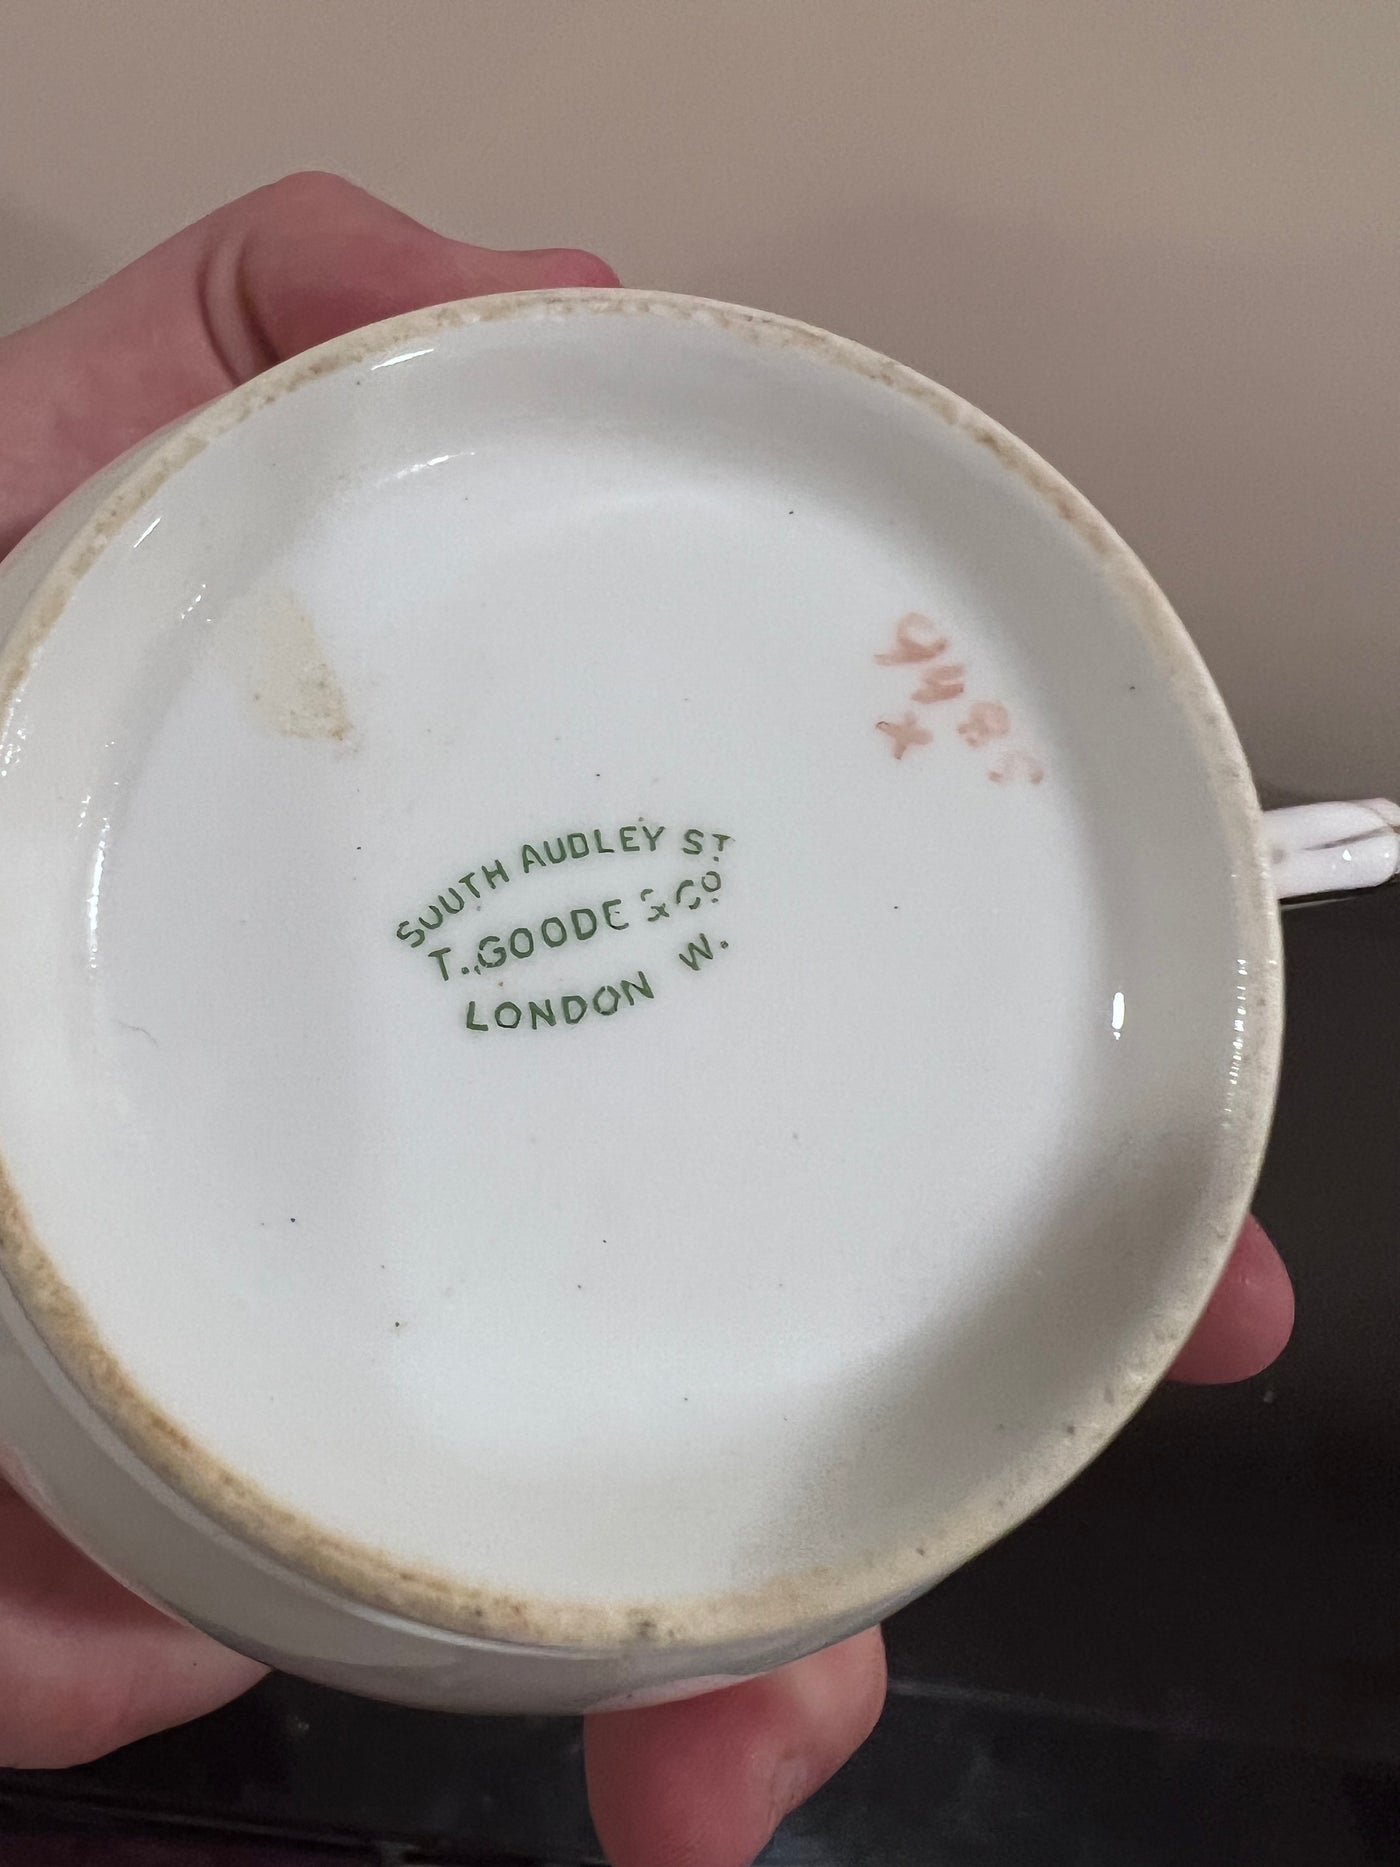 SOUTH AUDLEY ST.
T. GOODE & Co.
LONDON W.